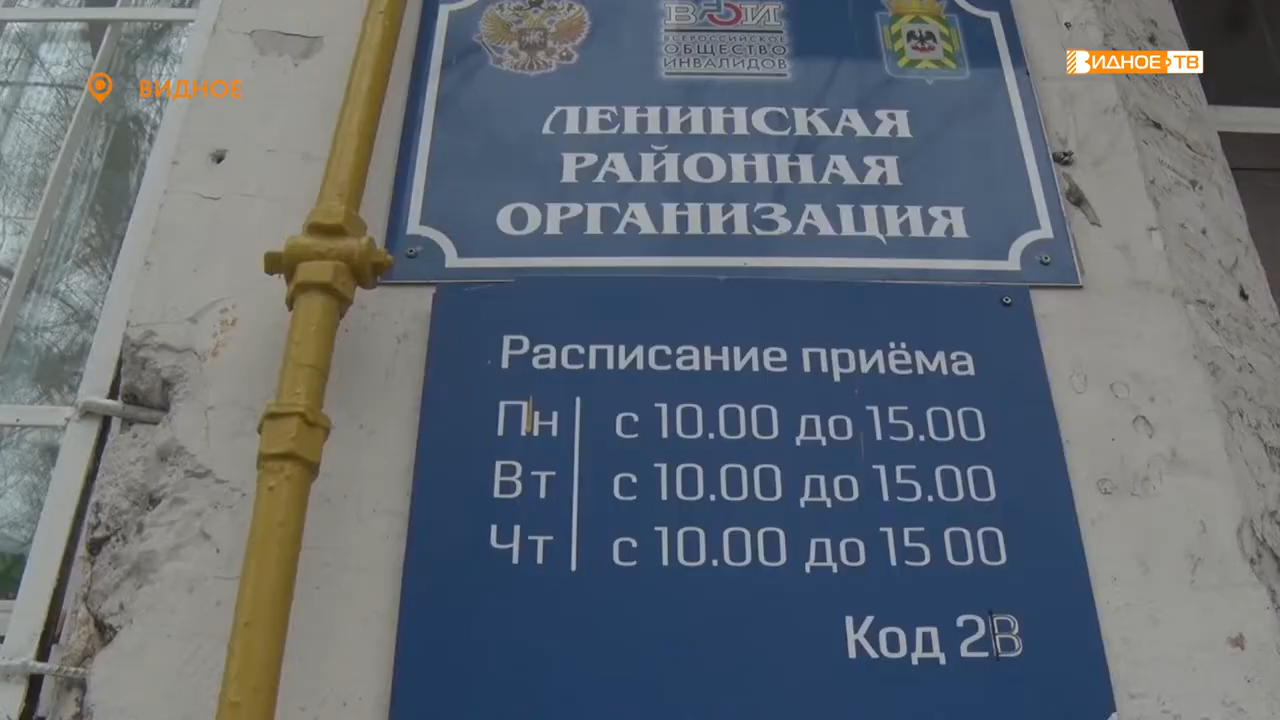 ВОИ
ВСЕРОССИЙСКОЕ
ОБЩЕСТВО
ИНВАЛИДОВ
ВИДНОЕ ТВ
ВИДНОЕ
ЛЕНИНСКАЯ
РАЙОННАЯ
ОРГАНИЗАЦИЯ
Расписание приёма
Пн с 10.00 до 15.00
Вт с 10.00 до 15.00
Чт с 10.00 до 15 00
Код 2В